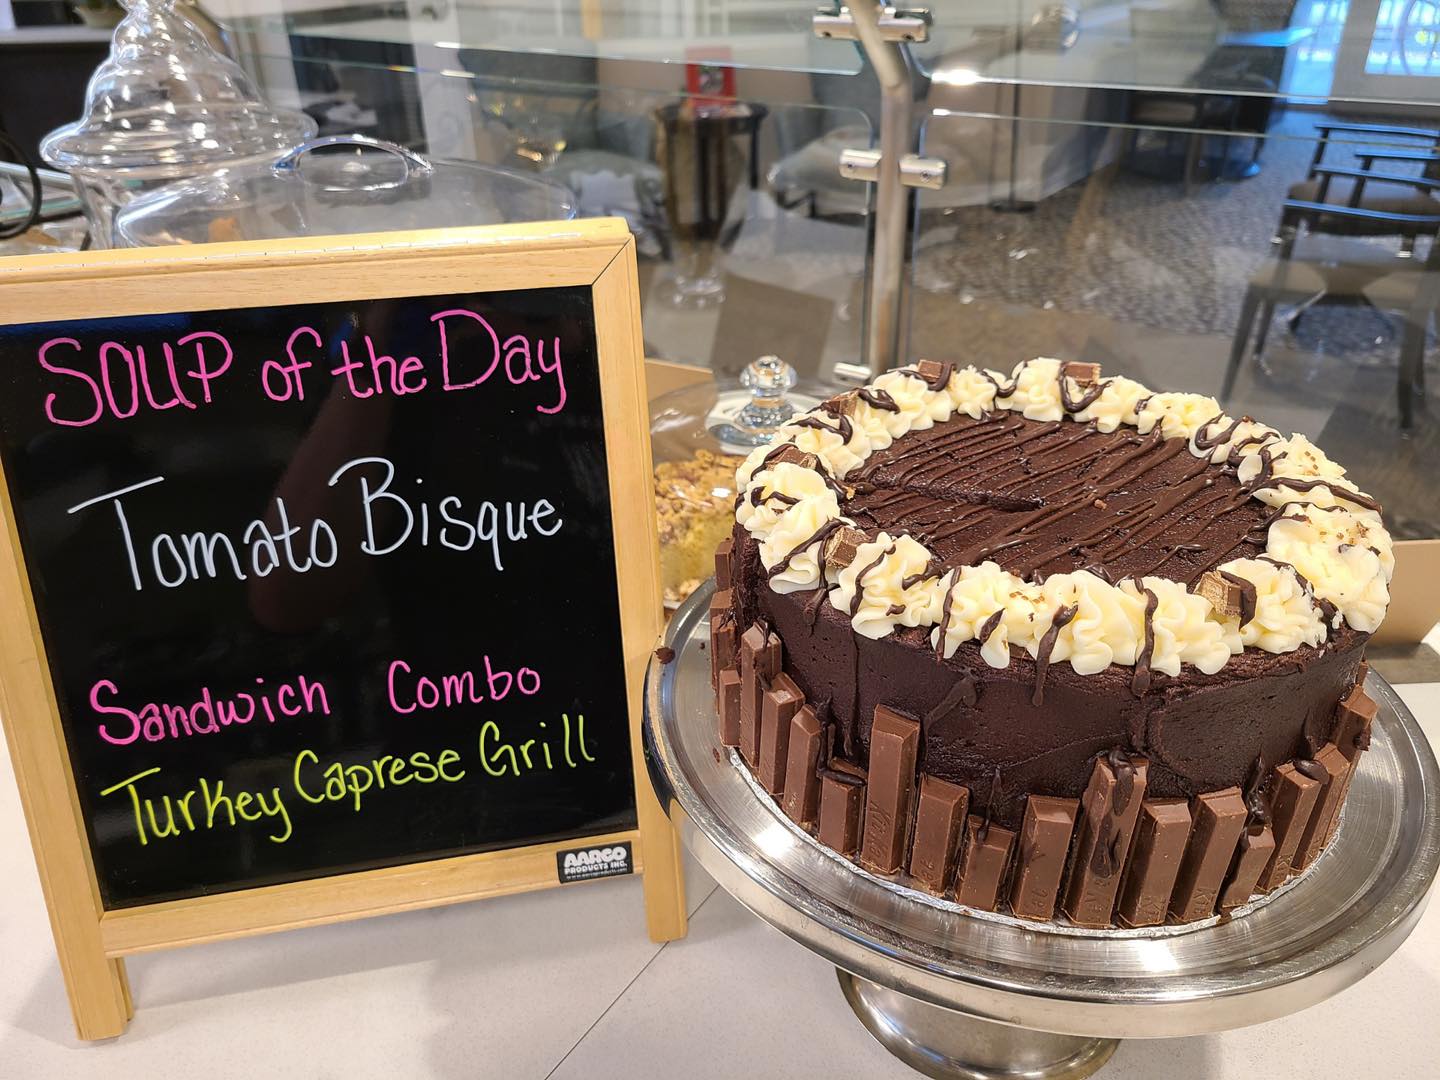 SOUP of the Day
Tomato Bisque
Sandwich Combo
Turkey Caprese Grill
AARCO
PRODUCTS INC.